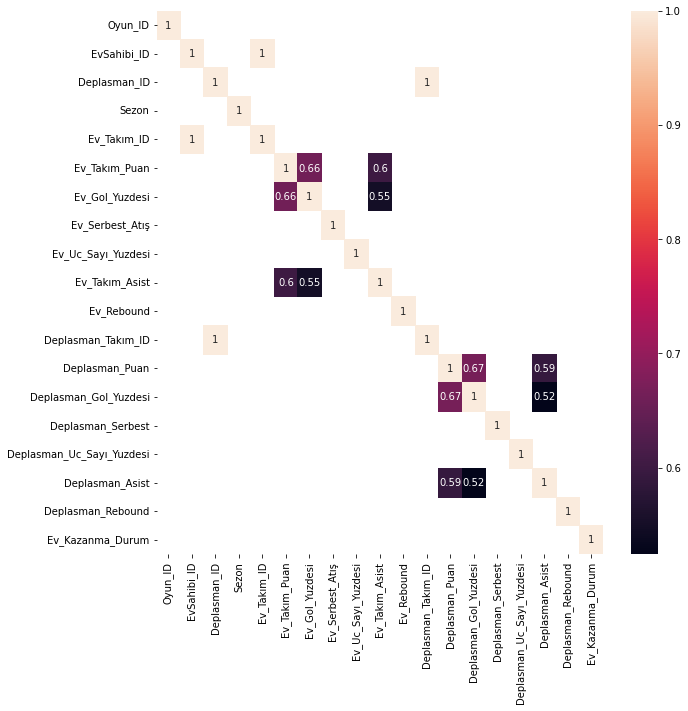 Oyun_ID
EvSahibi_ID
Deplasman_ID
Sezon
Ev_Takım_ID
Ev_Takım_Puan
Ev_Gol_Yuzdesi
Ev_Serbest_Atış
Ev_Uc_Sayı_Yuzdesi
Ev_Takım_Asist
Ev_Rebound
Deplasman_Takım_ID
Deplasman_Puan
Deplasman_Gol_Yuzdesi
Deplasman_Serbest
Deplasman_Uc_Sayı_Yuzdesi
Deplasman_Asist
Deplasman_Rebound
Ev_Kazanma_Durum
1
1 1
1 1
1
1 1
1 0.66 0.6
0.66 1 0.55
1
1
0.6 0.55 1
1
1 1
1 0.67 0.59
0.67 1 0.52
1
1
0.59 0.52 1
1
1
Oyun_ID
EvSahibi_ID
Deplasman_ID
Sezon
Ev_Takım_ID
Ev_Takım_Puan
Ev_Gol_Yuzdesi
Ev_Serbest_Atış
Ev_Uc_Sayı_Yuzdesi
Ev_Takım_Asist
Ev_Rebound
Deplasman_Takım_ID
Deplasman_Puan
Deplasman_Gol_Yuzdesi
Deplasman_Serbest
Deplasman_Uc_Sayı_Yuzdesi
Deplasman_Asist
Deplasman_Rebound
Ev_Kazanma_Durum
1.0
0.9
0.8
0.7
0.6